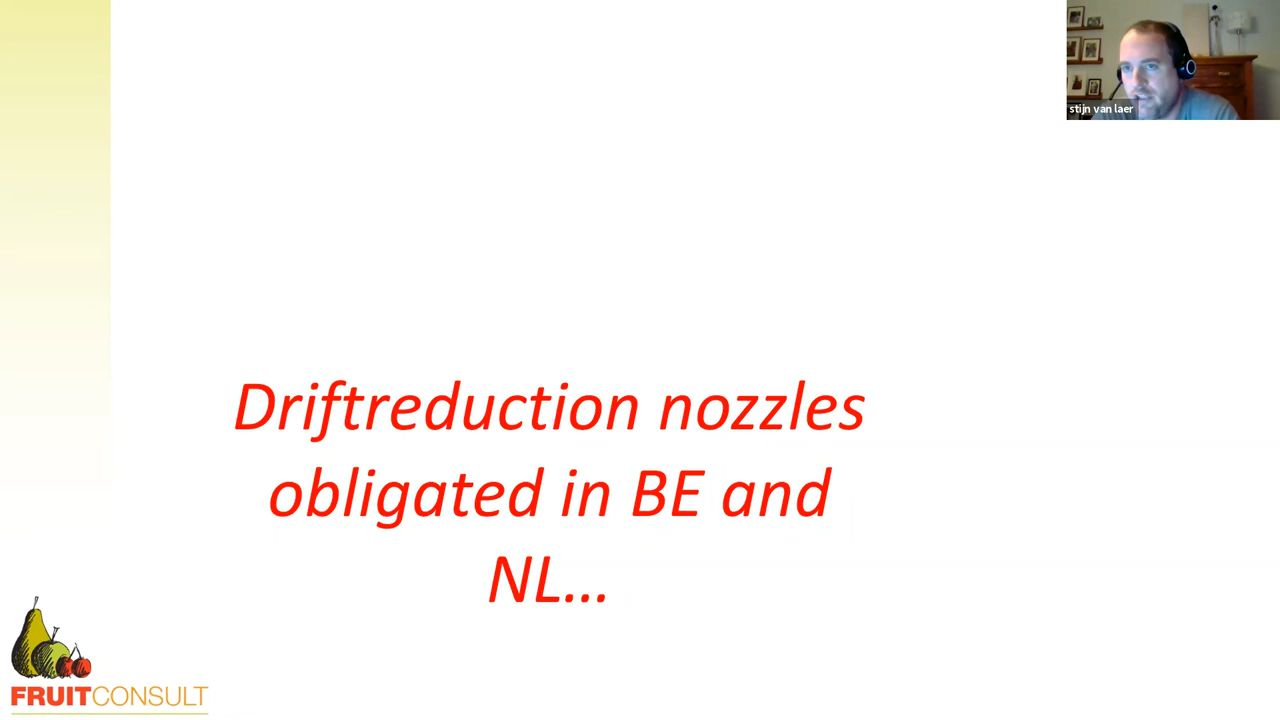 stijn van laer
Driftreduction nozzles
obligated in BE and
NL...
FRUITCONSULT